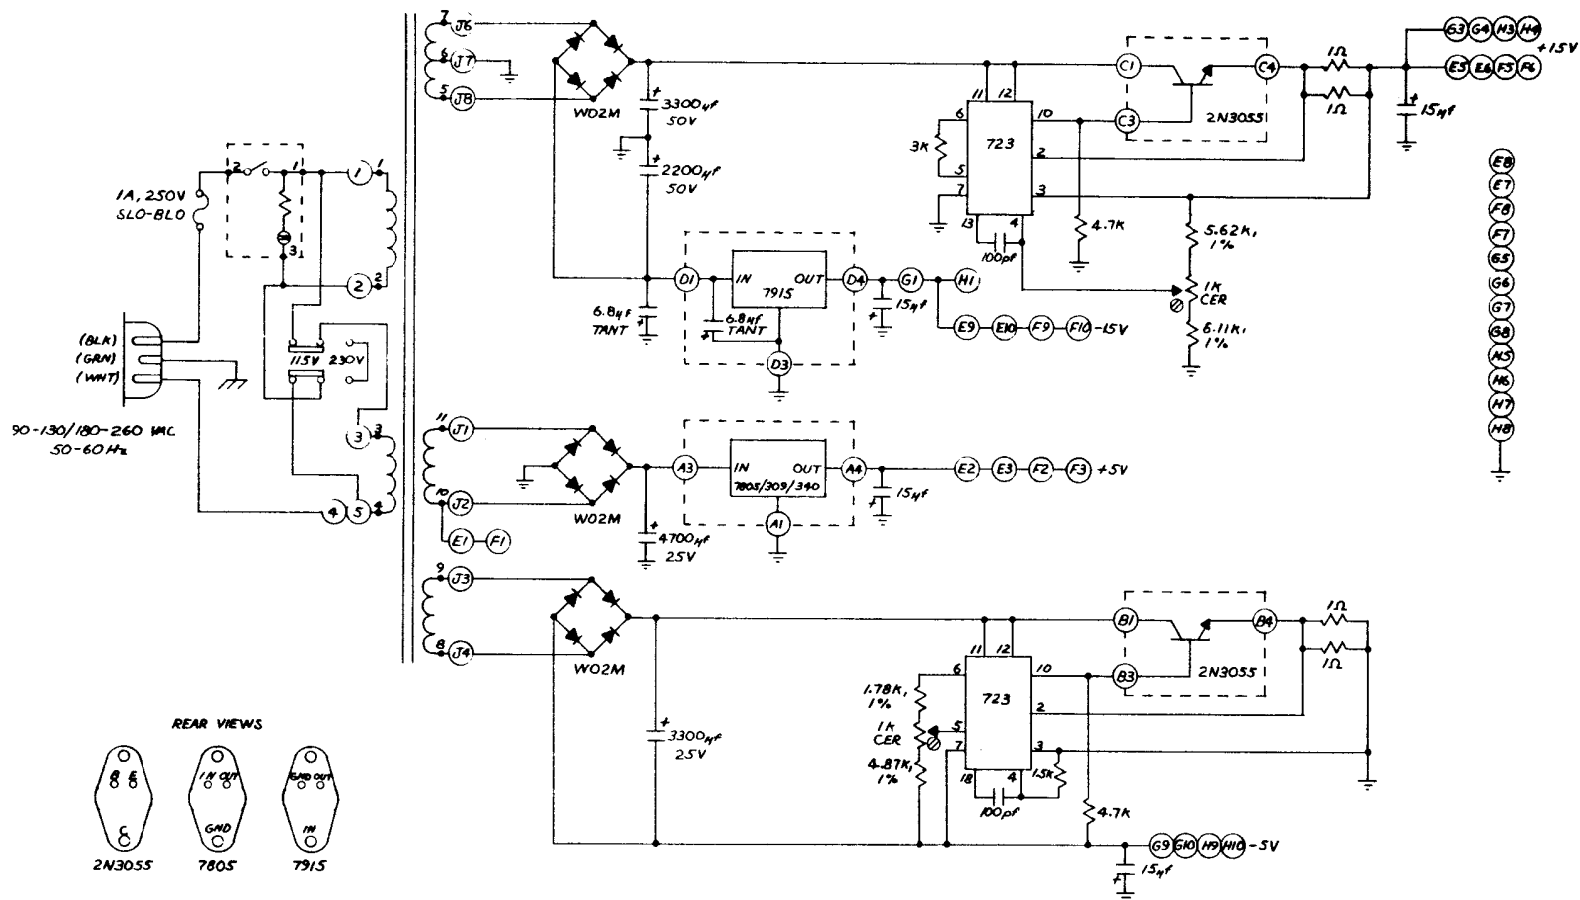 7
J6
6
J7
5
J8
W02M
+
3300μf
50V
+
2200μf
50V
11
12
6
10
3K
723
5
2
7
3
13
4
100pf
4.7K
C1
C4
C3
2N3055
1Ω
1Ω
G3 G4 H3 H4
+15V
E5 E6 F5 F6
+
15μf
5.62K,
1%
1K
CER
6.11K,
1%
E8
E7
F8
F7
G5
G6
G7
G8
H5
H6
H7
H8
1A, 250V
SLO-BLO
2
1
3
1
1
2
2
(BLK)
(GRN)
(WHT)
115V
230V
90-130/180-260 VAC
50-60 Hz
3
3
4
5
4
6.8μf
TANT
+
D1
IN
OUT
7915
6.8μf
TANT
+
D3
D4
15μf
+
G1
H1
E9
E10
F9
F10
-15V
11
J1
10
J2
E1
F1
W02M
+
4700μf
25V
A3
IN
OUT
7805/309/340
A1
A4
15μf
+
E2
E3
F2
F3
+5V
9
J3
8
J4
W02M
+
3300μf
25V
11
12
6
10
1.78K,
1%
723
2
1K
CER
5
7
3
4.87K,
1%
18
4
1.5K
100pf
4.7K
B1
B4
B3
2N3055
1Ω
1Ω
G9 G10 H9 H10
-5V
+
15μf
REAR VIEWS
B E
C
2N3055
IN OUT
GND
7805
GND OUT
IN
7915